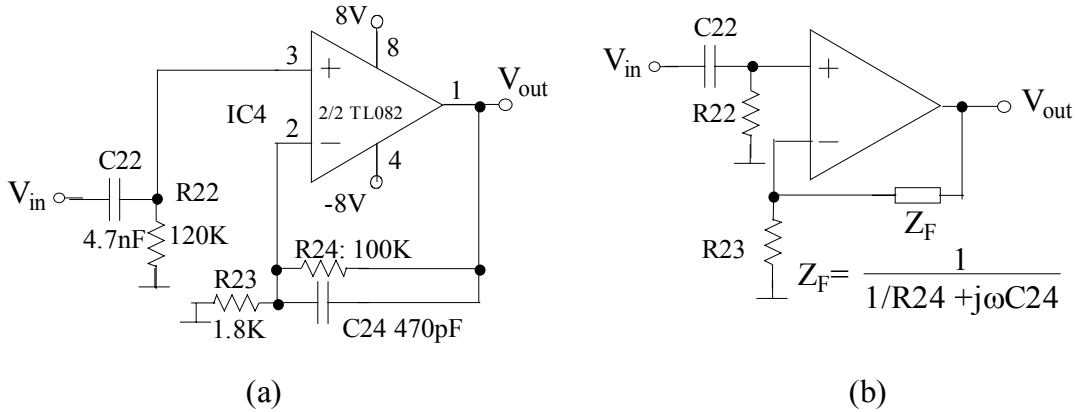 8V
8
3
+
1
V_out
IC4
2/2 TL082
2
−
4
-8V
C22
V_in
R22
4.7nF
120K
R24: 100K
R23
1.8K
C24 470pF
(a)
C22
V_in
+
R22
V_out
−
Z_F
R23
Z_F= 1 / 1/R24 +jωC24
(b)